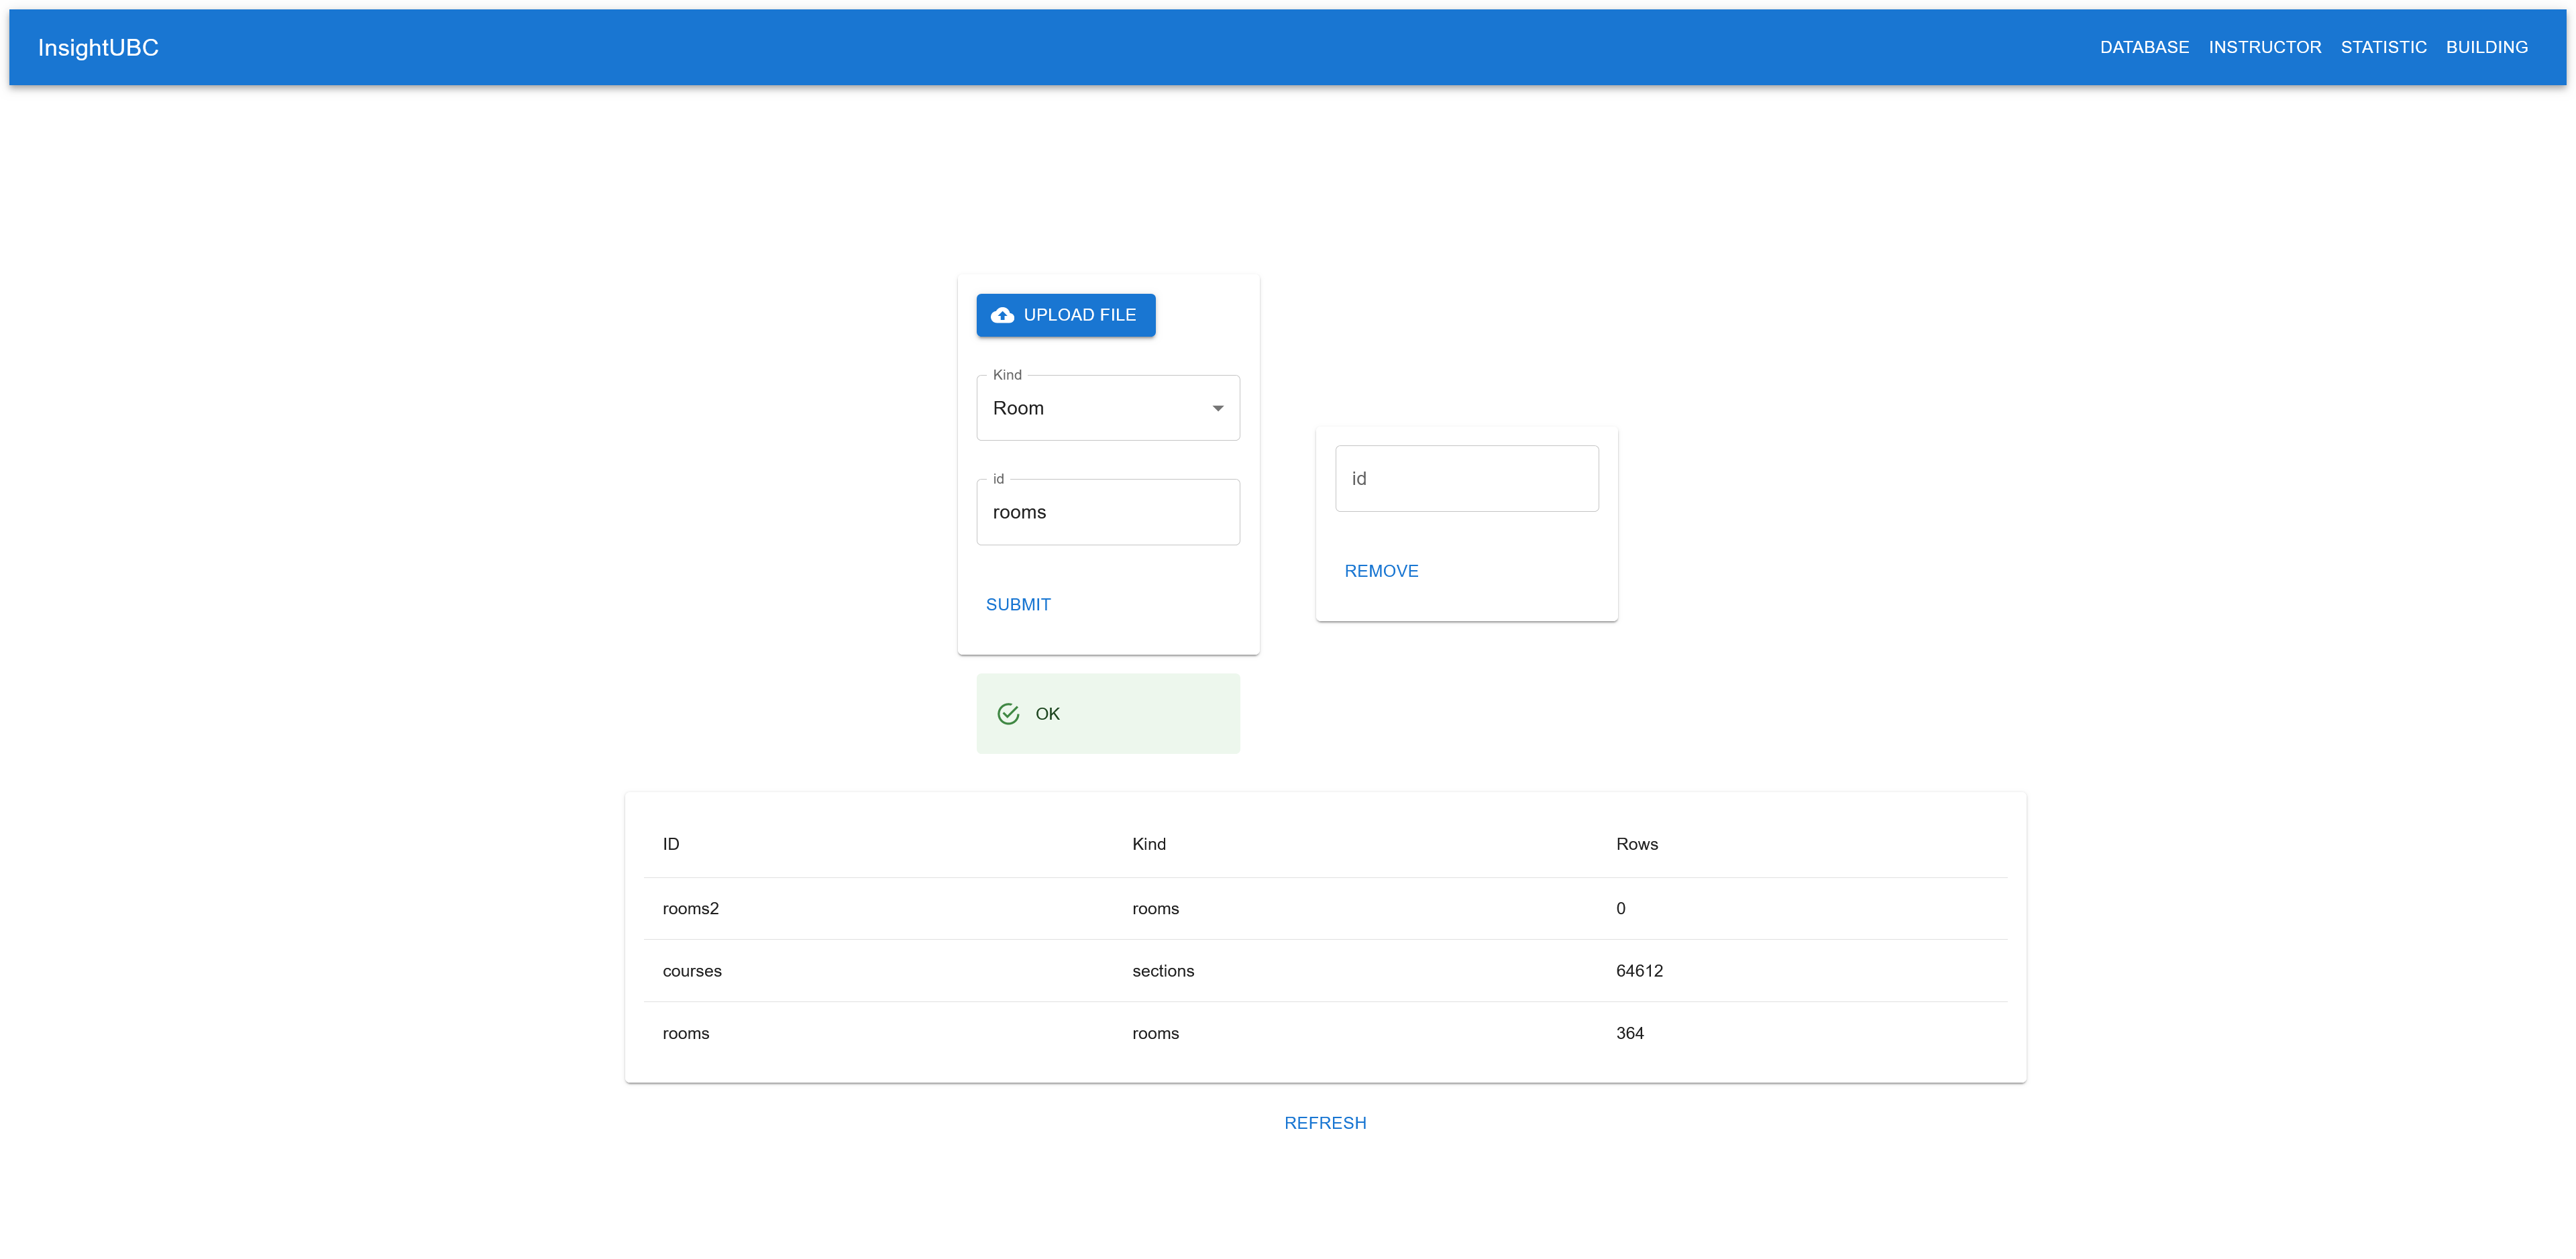 InsightUBC
DATABASE INSTRUCTOR STATISTIC BUILDING
UPLOAD FILE
Kind
Room
id
rooms
SUBMIT
id
REMOVE
OK
ID Kind Rows
rooms2 rooms 0
courses sections 64612
rooms rooms 364
REFRESH